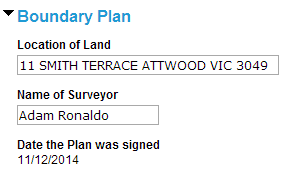 Boundary Plan
Location of Land
11 SMITH TERRACE ATTWOOD VIC 3049
Name of Surveyor
Adam Ronaldo
Date the Plan was signed
11/12/2014